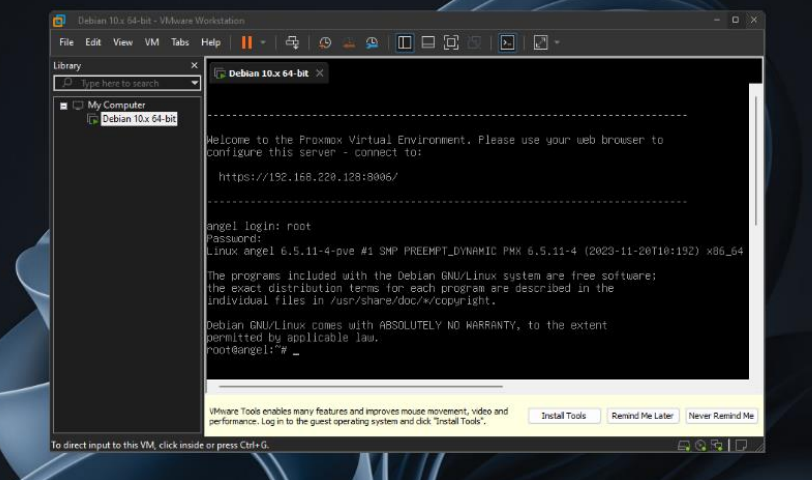 Debian 10.x 64-bit - VMware Workstation
File Edit View VM Tabs Help
Library
Type here to search
My Computer
Debian 10.x 64-bit
Debian 10.x 64-bit
Welcome to the Proxmox Virtual Environment. Please use your web browser to
configure this server - connect to:
https://192.168.220.128:8006/
angel login: root
Password:
Linux angel 6.5.11-4-pve #1 SMP PREEMPT_DYNAMIC PMX 6.5.11-4 (2023-11-20T10:19Z) x86_64
The programs included with the Debian GNU/Linux system are free software;
the exact distribution terms for each program are described in the
individual files in /usr/share/doc/*/copyright.
Debian GNU/Linux comes with ABSOLUTELY NO WARRANTY, to the extent
permitted by applicable law.
root@angel:~# _
VMware Tools enables many features and improves mouse movement, video and
performance. Log in to the guest operating system and click "Install Tools".
Install Tools
Remind Me Later
Never Remind Me
To direct input to this VM, click inside or press Ctrl+G.